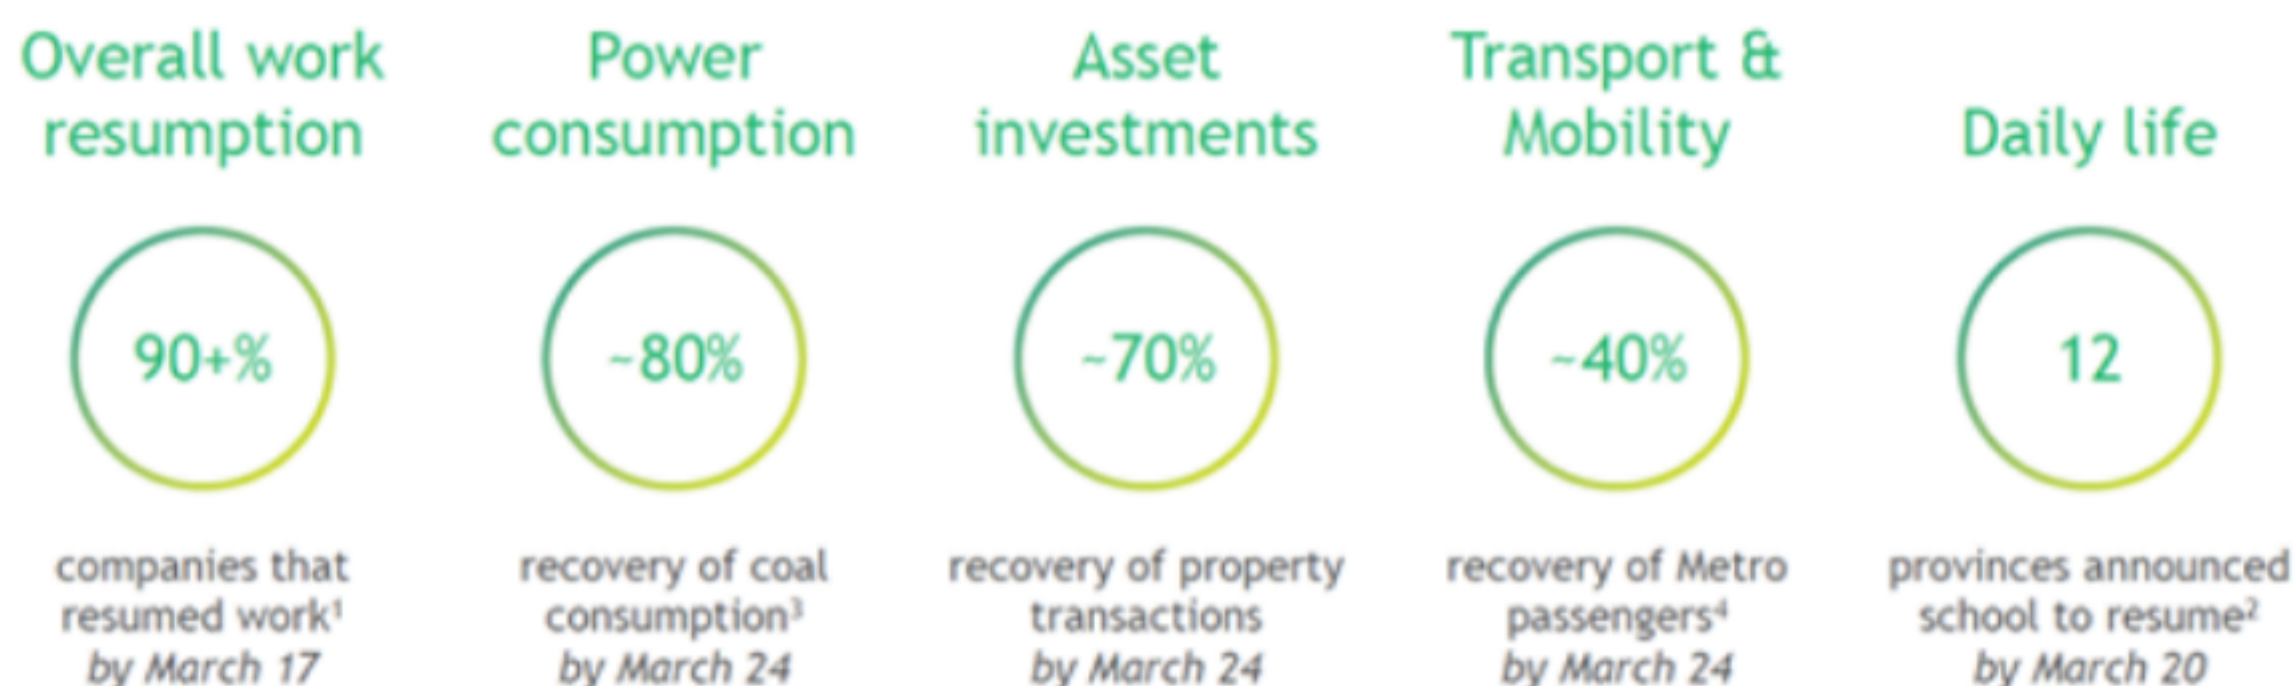 Overall work
resumption
90+%
companies that
resumed work¹
by March 17
Power
consumption
~80%
recovery of coal
consumption³
by March 24
Asset
investments
~70%
recovery of property
transactions
by March 24
Transport &
Mobility
~40%
recovery of Metro
passengers⁴
by March 24
Daily life
12
provinces announced
school to resume²
by March 20